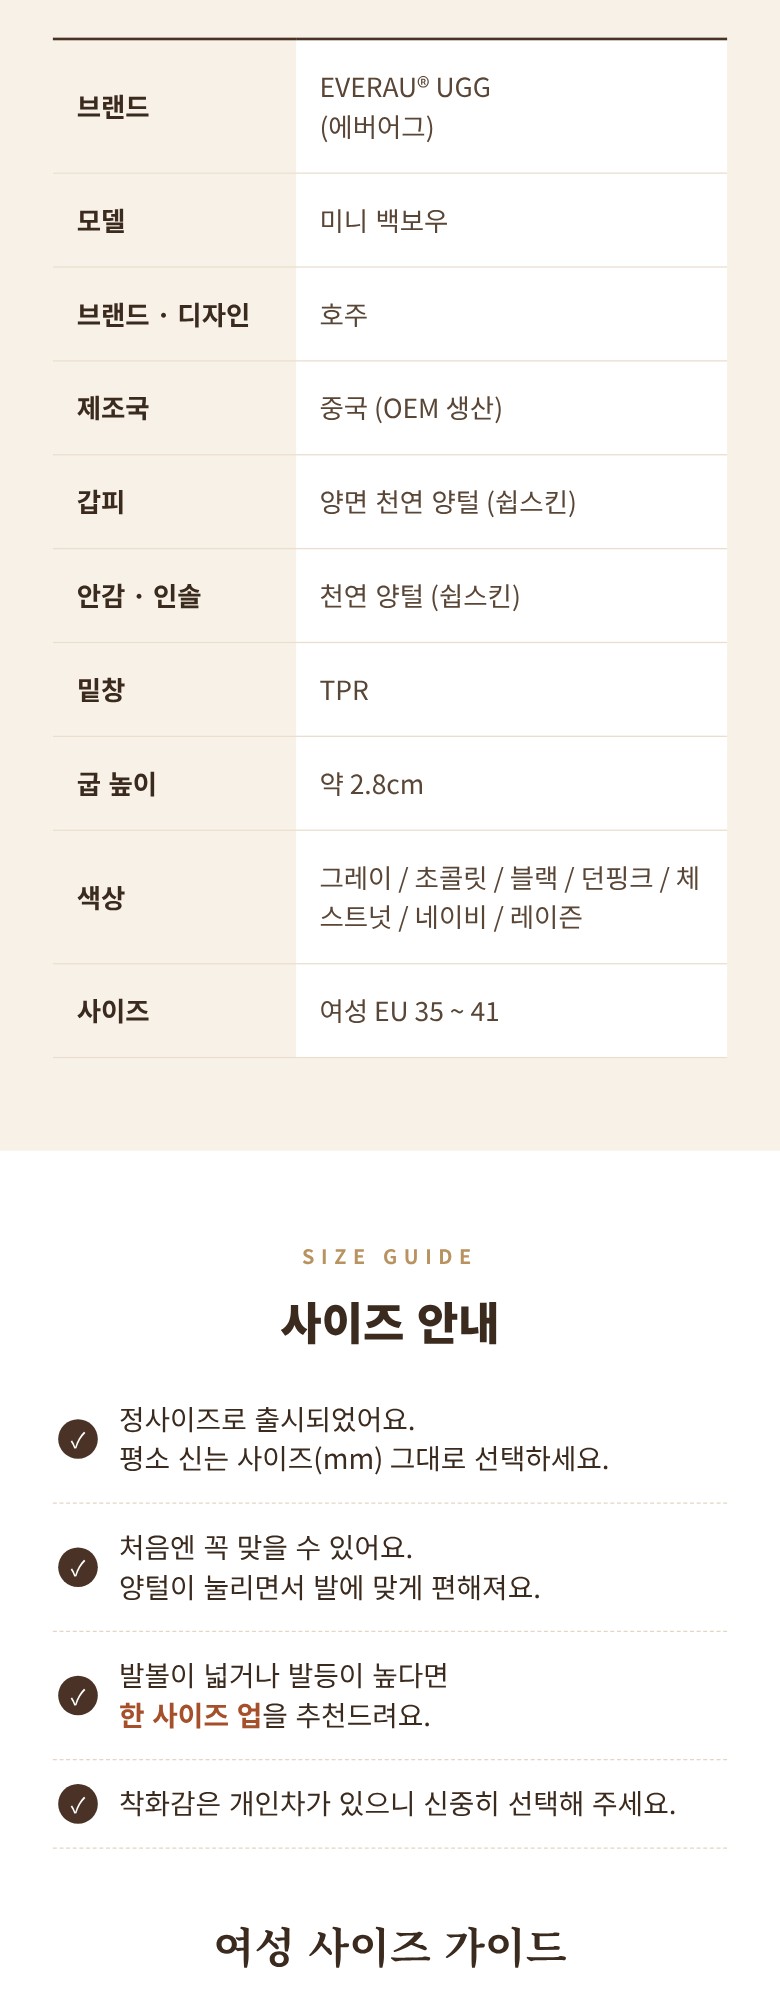 브랜드
EVERAU® UGG
(에버어그)
모델
미니 백보우
브랜드 · 디자인
호주
제조국
중국 (OEM 생산)
갑피
양면 천연 양털 (쉽스킨)
안감 · 인솔
천연 양털 (쉽스킨)
밑창
TPR
굽 높이
약 2.8cm
색상
그레이 / 초콜릿 / 블랙 / 던핑크 / 체
스트넛 / 네이비 / 레이즌
사이즈
여성 EU 35 ~ 41
SIZE GUIDE
사이즈 안내
정사이즈로 출시되었어요.
평소 신는 사이즈(mm) 그대로 선택하세요.
처음엔 꼭 맞을 수 있어요.
양털이 눌리면서 발에 맞게 편해져요.
발볼이 넓거나 발등이 높다면
한 사이즈 업을 추천드려요.
착화감은 개인차가 있으니 신중히 선택해 주세요.
여성 사이즈 가이드